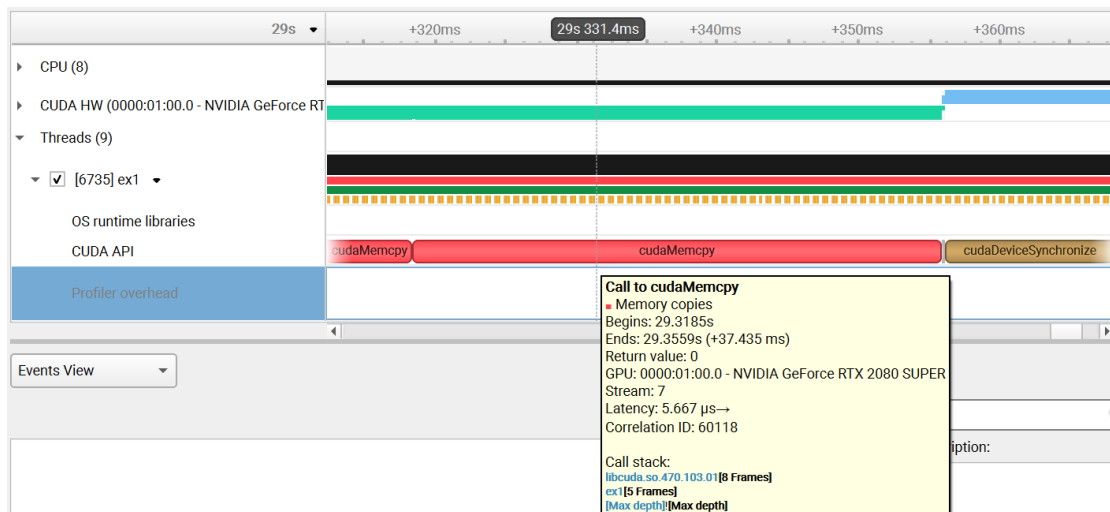 29s
+320ms
29s 331.4ms
+340ms
+350ms
+360ms
CPU (8)
CUDA HW (0000:01:00.0 - NVIDIA GeForce RT
Threads (9)
[6735] ex1
OS runtime libraries
CUDA API
cudaMemcpy
cudaMemcpy
cudaDeviceSynchronize
Profiler overhead
Call to cudaMemcpy
Memory copies
Begins: 29.3185s
Ends: 29.3559s (+37.435 ms)
Return value: 0
GPU: 0000:01:00.0 - NVIDIA GeForce RTX 2080 SUPER
Stream: 7
Latency: 5.667 μs→
Correlation ID: 60118
Call stack:
libcuda.so.470.103.01[8 Frames]
ex1[5 Frames]
[Max depth]![Max depth]
Events View
iption: